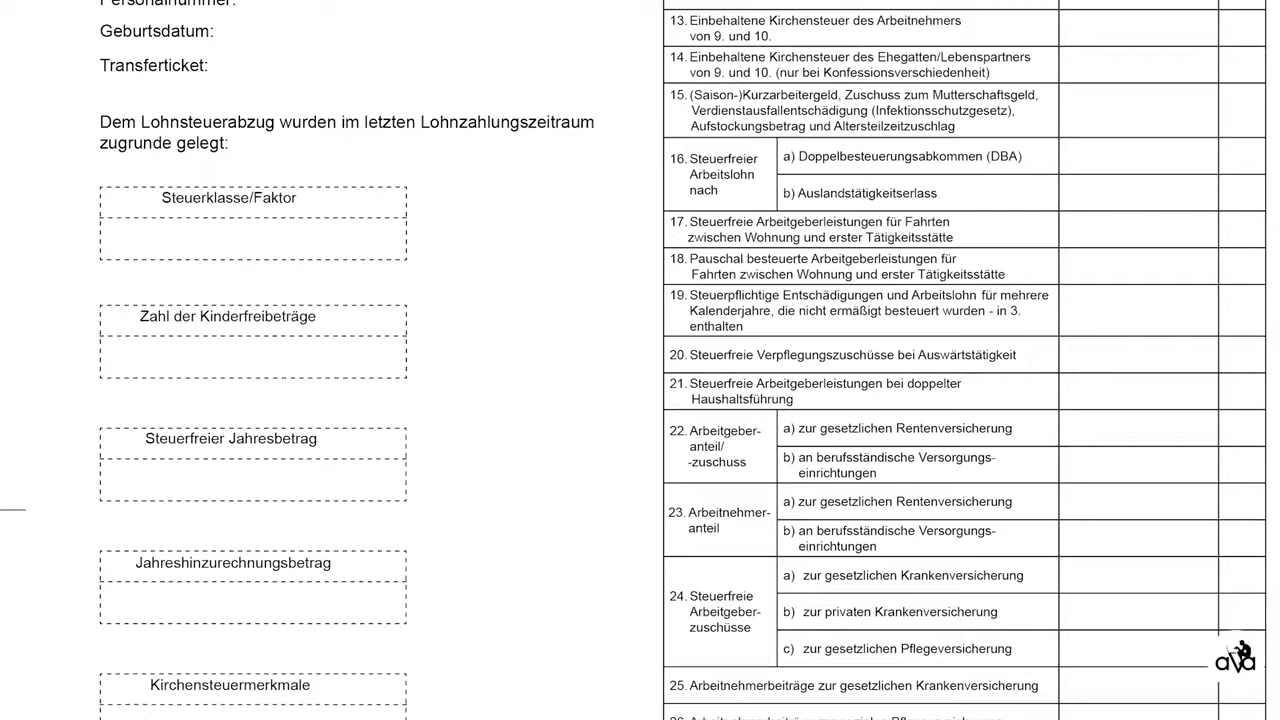 Personalnummer:
Geburtsdatum:
Transferticket:
Dem Lohnsteuerabzug wurden im letzten Lohnzahlungszeitraum
zugrunde gelegt:
Steuerklasse/Faktor
Zahl der Kinderfreibeträge
Steuerfreier Jahresbetrag
Jahreshinzurechnungsbetrag
Kirchensteuermerkmale
13. Einbehaltene Kirchensteuer des Arbeitnehmers
von 9. und 10.
14. Einbehaltene Kirchensteuer des Ehegatten/Lebenspartners
von 9. und 10. (nur bei Konfessionsverschiedenheit)
15. (Saison-)Kurzarbeitergeld, Zuschuss zum Mutterschaftsgeld,
Verdienstausfallentschädigung (Infektionsschutzgesetz),
Aufstockungsbetrag und Altersteilzeitzuschlag
16. Steuerfreier
Arbeitslohn
nach
a) Doppelbesteuerungsabkommen (DBA)
b) Auslandstätigkeitserlass
17. Steuerfreie Arbeitgeberleistungen für Fahrten
zwischen Wohnung und erster Tätigkeitsstätte
18. Pauschal besteuerte Arbeitgeberleistungen für
Fahrten zwischen Wohnung und erster Tätigkeitsstätte
19. Steuerpflichtige Entschädigungen und Arbeitslohn für mehrere
Kalenderjahre, die nicht ermäßigt besteuert wurden - in 3.
enthalten
20. Steuerfreie Verpflegungszuschüsse bei Auswärtstätigkeit
21. Steuerfreie Arbeitgeberleistungen bei doppelter
Haushaltsführung
22. Arbeitgeber-
anteil/
-zuschuss
a) zur gesetzlichen Rentenversicherung
b) an berufsständische Versorgungs-
einrichtungen
23. Arbeitnehmer-
anteil
a) zur gesetzlichen Rentenversicherung
b) an berufsständische Versorgungs-
einrichtungen
24. Steuerfreie
Arbeitgeber-
zuschüsse
a) zur gesetzlichen Krankenversicherung
b) zur privaten Krankenversicherung
c) zur gesetzlichen Pflegeversicherung
25. Arbeitnehmerbeiträge zur gesetzlichen Krankenversicherung
26. Arbeitnehmerbeiträge zur sozialen Pflegeversicherung
ava